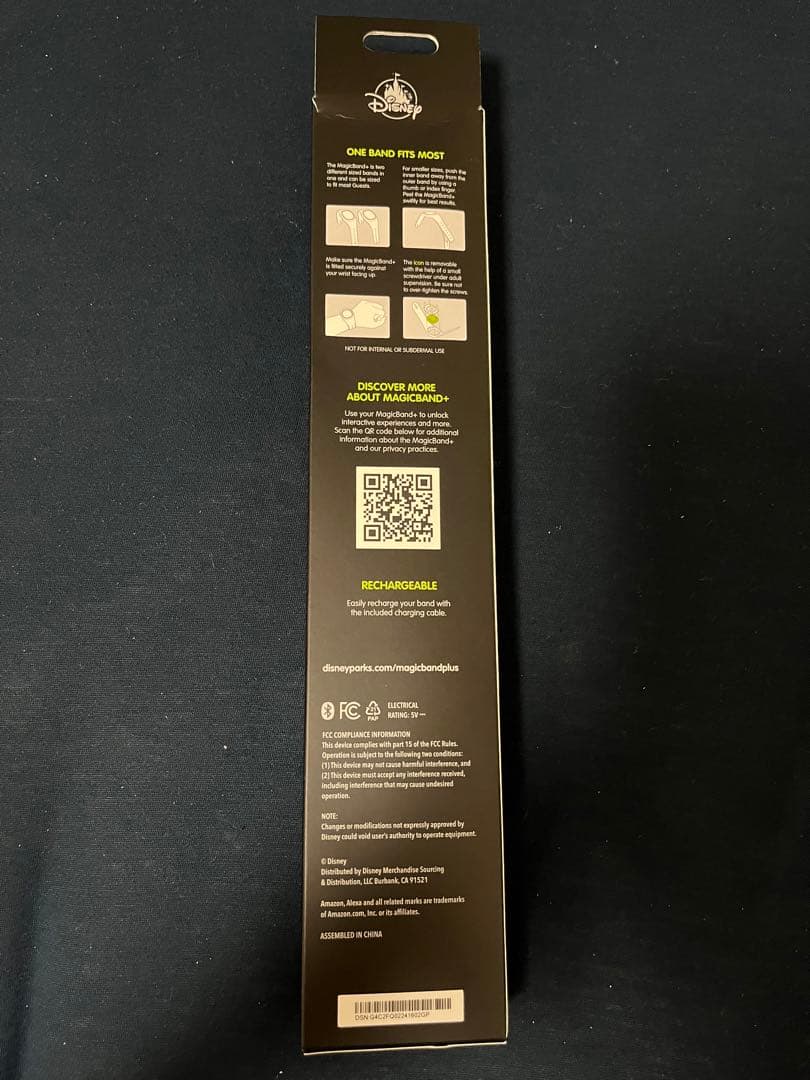 Disney
ONE BAND FITS MOST
The MagicBand+ is two
different sized bands in
one and can be sized
to fit most Guests.
For smaller sizes, push the
inner band away from the
outer band by using a
thumb or index finger.
Peel the MagicBand+
swiftly for best results.
Make sure the MagicBand+
is fitted securely against
your wrist facing up.
The icon is removable
with the help of a small
screwdriver under adult
supervision. Be sure not
to over-tighten the screws.
NOT FOR INTERNAL OR SUBDERMAL USE
DISCOVER MORE
ABOUT MAGICBAND+
Use your MagicBand+ to unlock
interactive experiences and more.
Scan the QR code below for additional
information about the MagicBand+
and our privacy practices.
RECHARGEABLE
Easily recharge your band with
the included charging cable.
disneyparks.com/magicbandplus
FC
21
PAP
ELECTRICAL
RATING: 5V ⎓
FCC COMPLIANCE INFORMATION
This device complies with part 15 of the FCC Rules.
Operation is subject to the following two conditions:
(1) This device may not cause harmful interference, and
(2) This device must accept any interference received,
including interference that may cause undesired
operation.
NOTE:
Changes or modifications not expressly approved by
Disney could void user's authority to operate equipment.
© Disney
Distributed by Disney Merchandise Sourcing
& Distribution, LLC Burbank, CA 91521
Amazon, Alexa and all related marks are trademarks
of Amazon.com, Inc. or its affiliates.
ASSEMBLED IN CHINA
DSN G4C2FQ02241602GP